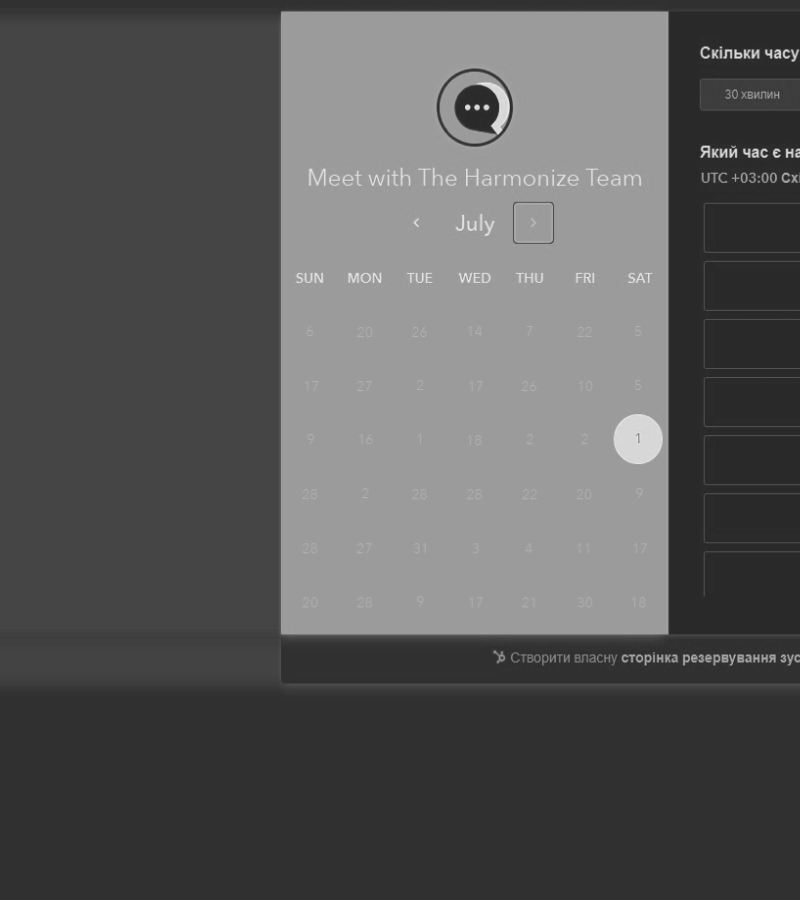 Meet with The Harmonize Team
July
SUN MON TUE WED THU FRI SAT
6 20 26 14 7 22 5
17 27 2 17 26 10 5
9 16 1 18 2 2 1
28 2 28 28 22 20 9
28 27 31 3 4 11 17
20 28 9 17 21 30 18
Скільки часу
30 хвилин
Який час є на
UTC +03:00 Схі
Створити власну сторінка резервування зус